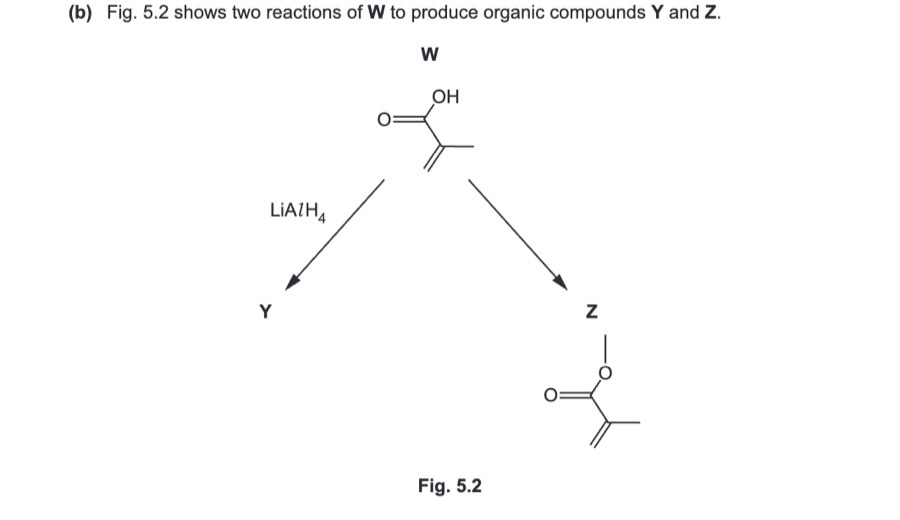 (b) Fig. 5.2 shows two reactions of W to produce organic compounds Y and Z.
W
OH
O
LiAlH₄
Y
Z
O
O
Fig. 5.2